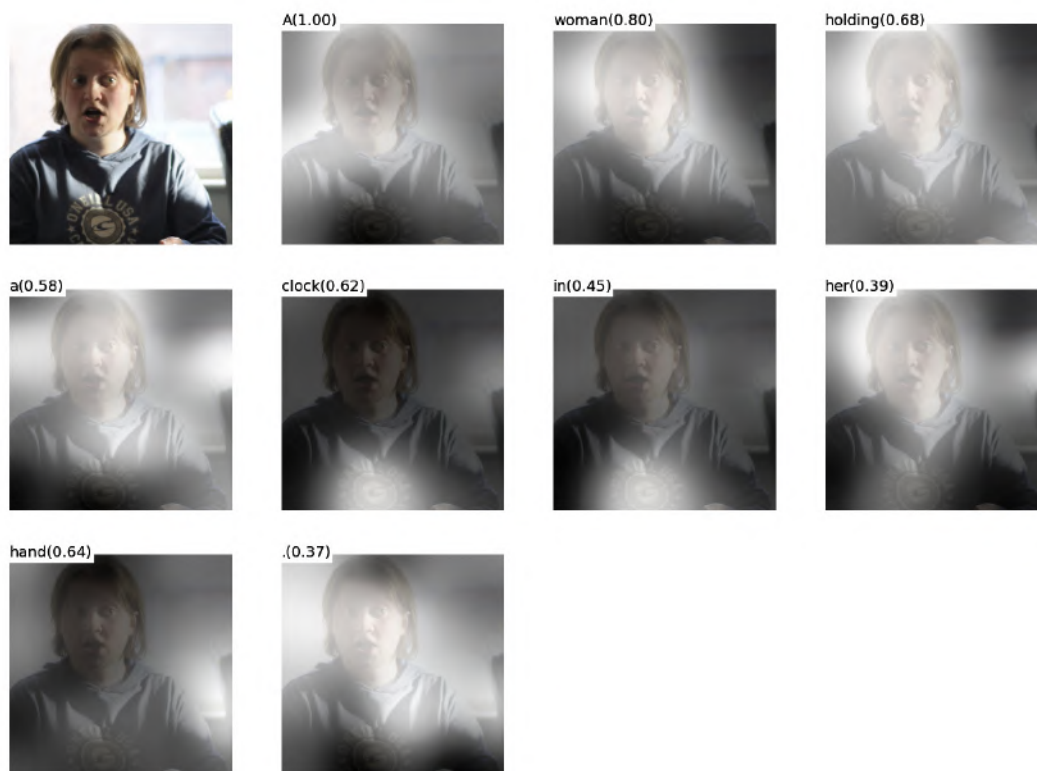 A(1.00)
woman(0.80)
holding(0.68)
a(0.58)
clock(0.62)
in(0.45)
her(0.39)
hand(0.64)
.(0.37)